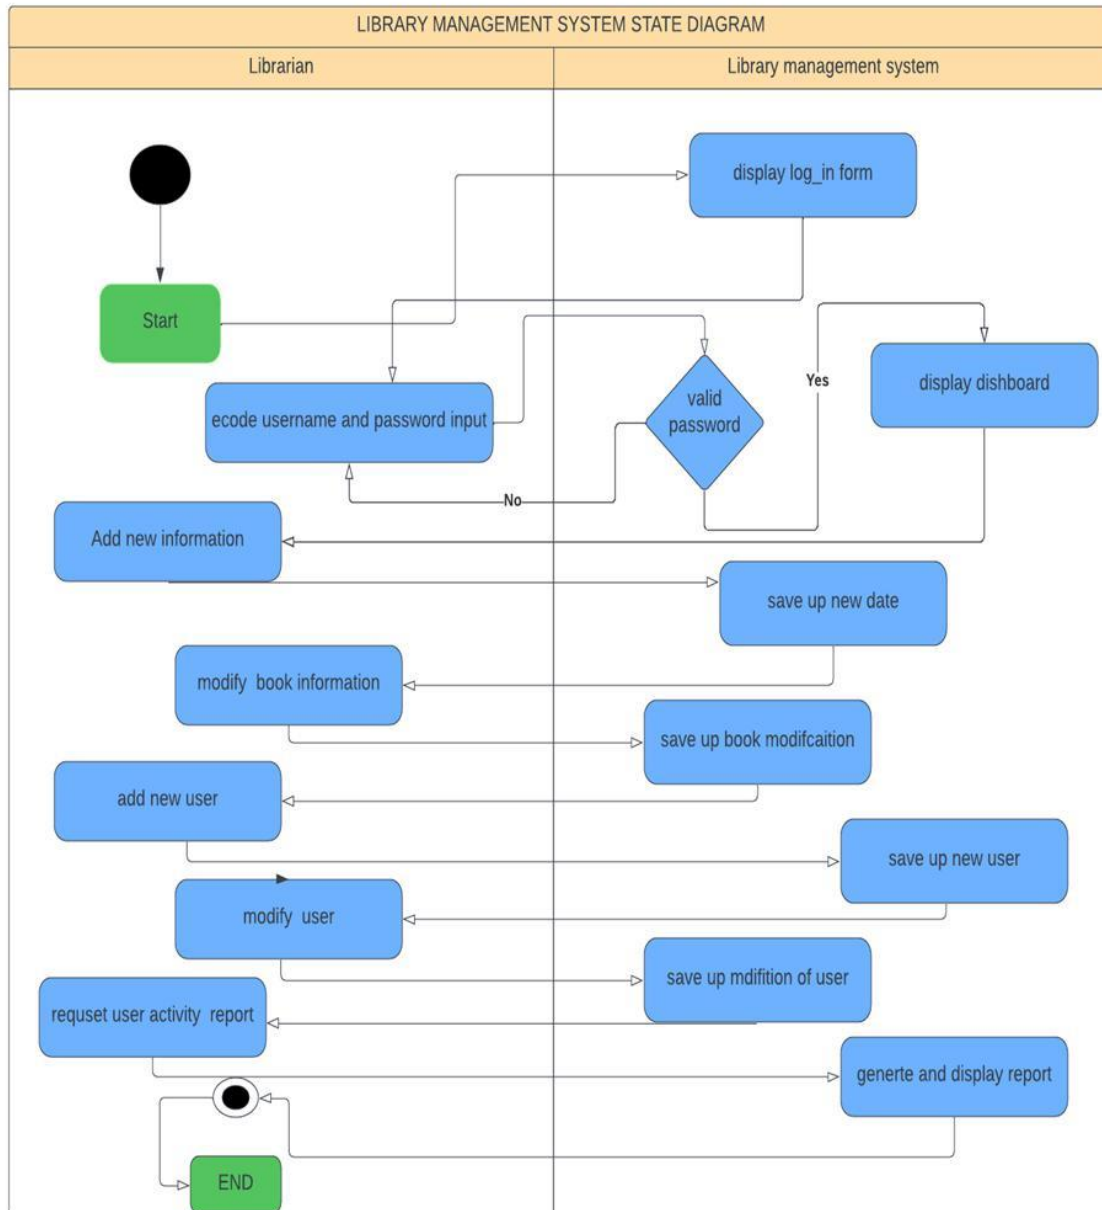 LIBRARY MANAGEMENT SYSTEM STATE DIAGRAM
Librarian
Library management system
display log_in form
Start
ecode username and password input
valid
password
Yes
display dishboard
No
Add new information
save up new date
modify book information
save up book modifcaition
add new user
save up new user
modify user
save up mdifition of user
requset user activity report
generte and display report
END